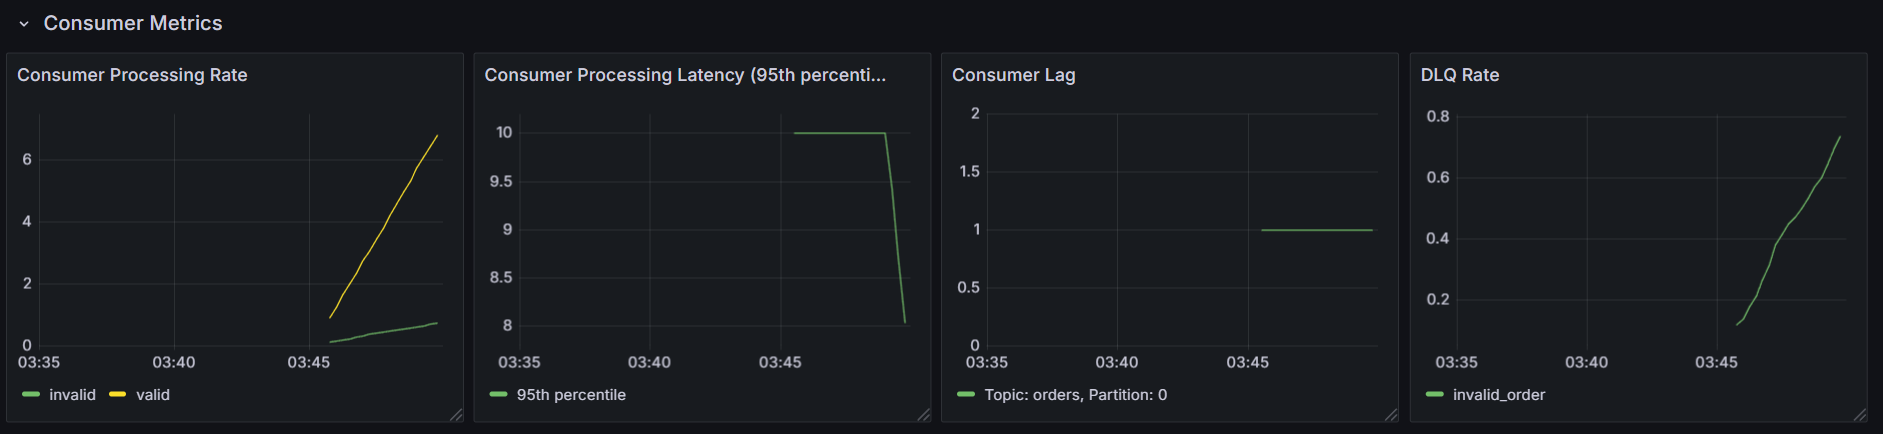 Consumer Metrics
Consumer Processing Rate
6
4
2
0
03:35 03:40 03:45
invalid valid
Consumer Processing Latency (95th percenti...
10
9.5
9
8.5
8
03:35 03:40 03:45
95th percentile
Consumer Lag
2
1.5
1
0.5
0
03:35 03:40 03:45
Topic: orders, Partition: 0
DLQ Rate
0.8
0.6
0.4
0.2
03:35 03:40 03:45
invalid_order